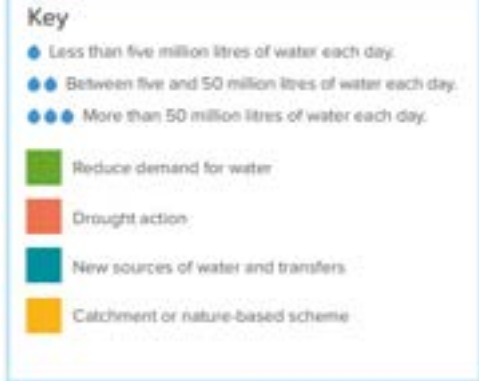 Key
Less than five million litres of water each day.
Between five and 50 million litres of water each day.
More than 50 million litres of water each day.
Reduce demand for water
Drought action
New sources of water and transfers
Catchment or nature-based scheme